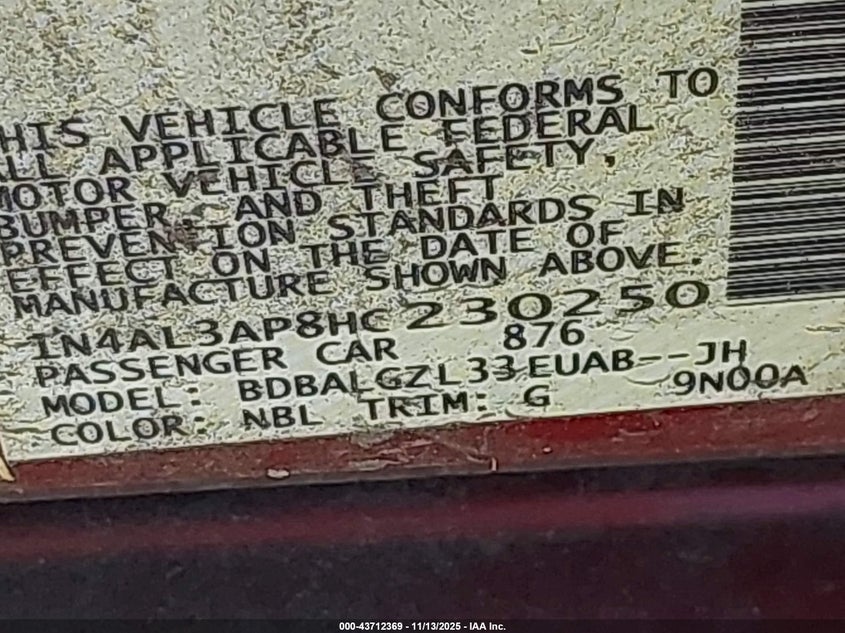 HIS VEHICLE CONFORMS TO
ALL APPLICABLE FEDERAL
MOTOR VEHICLE SAFETY,
BUMPER, AND THEFT
PREVENTION STANDARDS IN
EFFECT ON THE DATE OF
MANUFACTURE SHOWN ABOVE.
1N4AL3AP8HC230250
PASSENGER CAR 876
MODEL: BDBALGZL33EUAB--JH
COLOR: NBL TRIM: G 9N00A
000-43712369 - 11/13/2025 - IAA Inc.